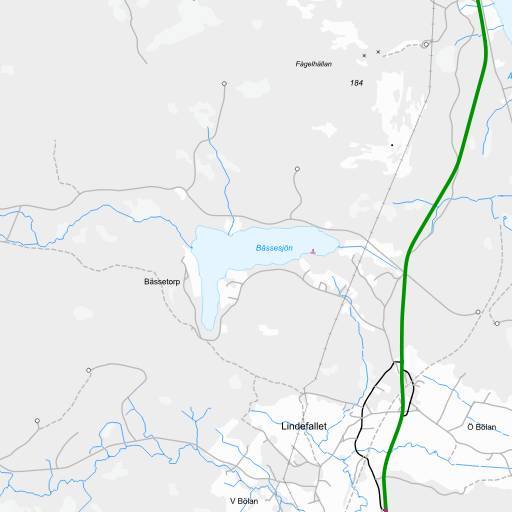 Fågelhällan
184
Bässesjön
Bässetorp
Lindefallet
Ö Bölan
V Bölan